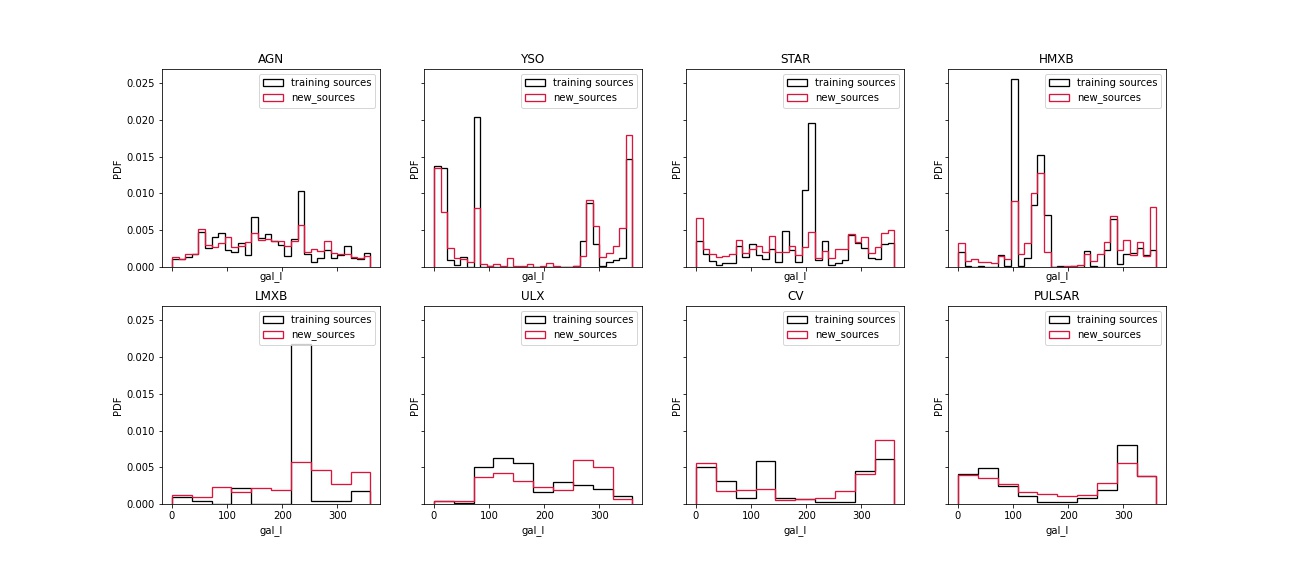 AGN
YSO
STAR
HMXB
training sources
new_sources
training sources
new_sources
training sources
new_sources
training sources
new_sources
PDF
0.025
0.020
0.015
0.010
0.005
0.000
PDF
PDF
PDF
gal_l
gal_l
gal_l
gal_l
LMXB
ULX
CV
PULSAR
training sources
new_sources
training sources
new_sources
training sources
new_sources
training sources
new_sources
PDF
0.025
0.020
0.015
0.010
0.005
0.000
PDF
PDF
PDF
0 100 200 300
0 100 200 300
0 100 200 300
0 100 200 300
gal_l
gal_l
gal_l
gal_l